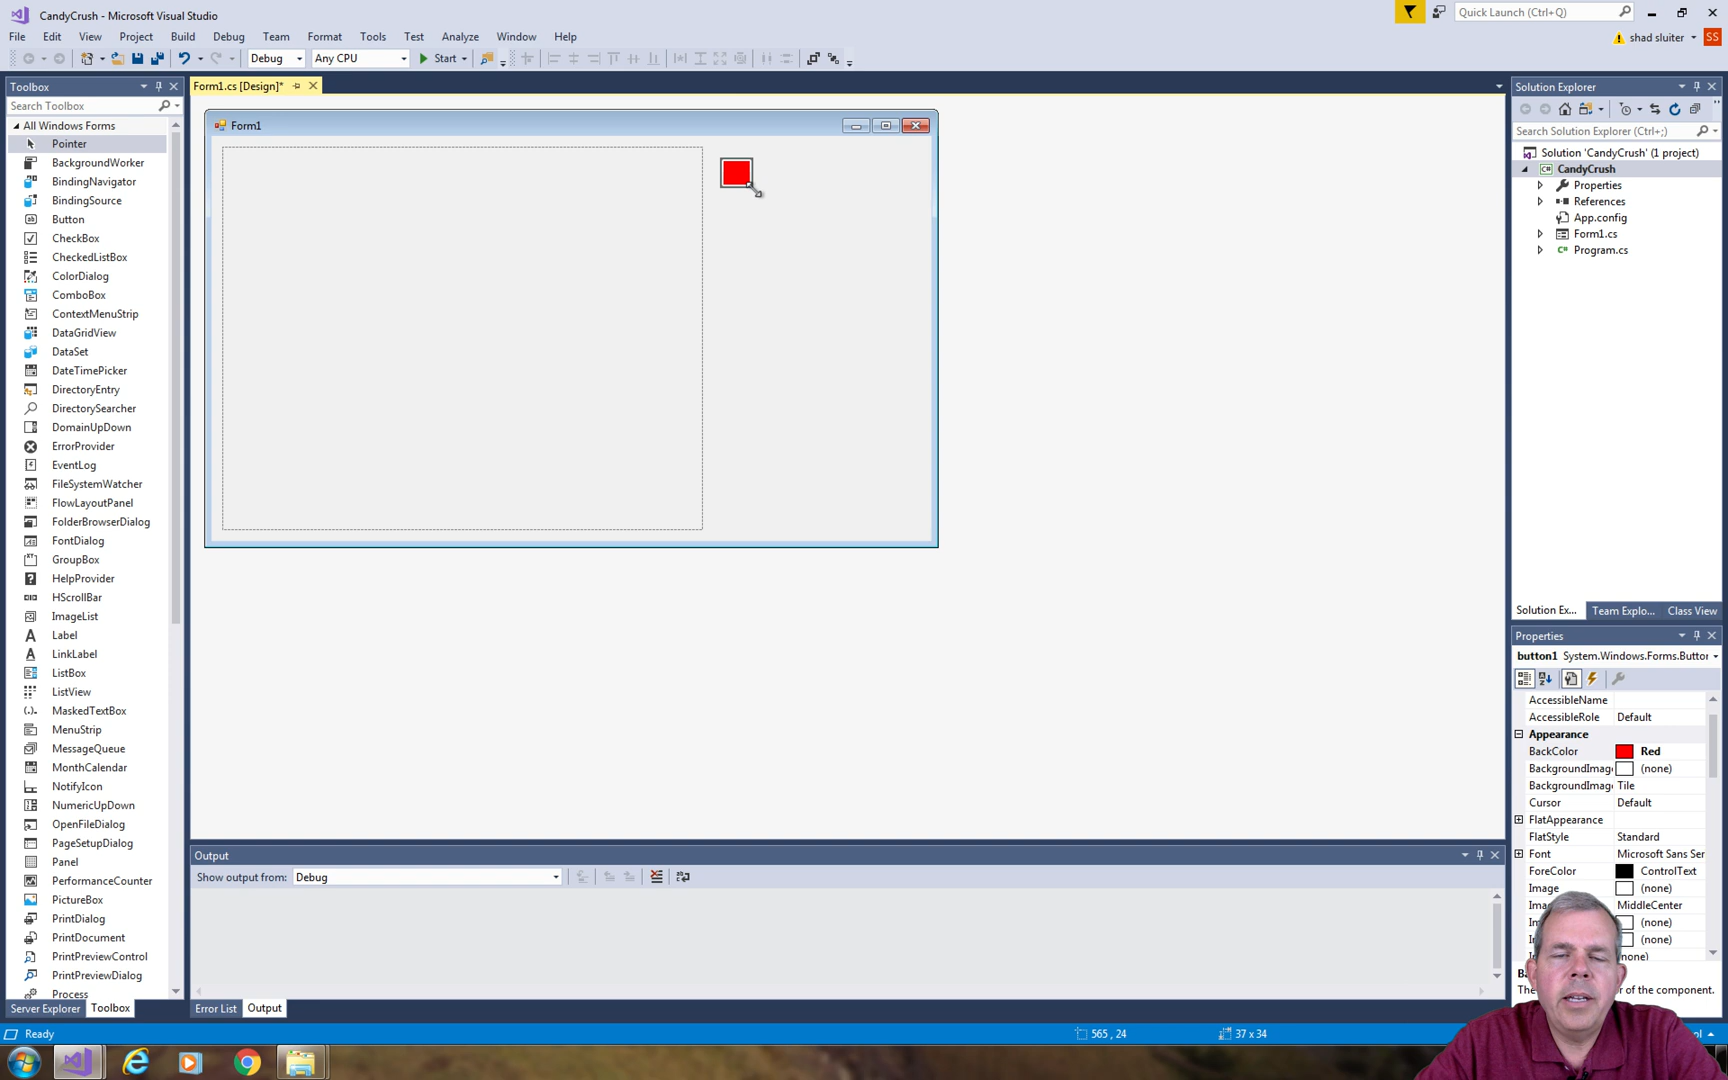 CandyCrush - Microsoft Visual Studio
Quick Launch (Ctrl+Q)
File Edit View Project Build Debug Team Format Tools Test Analyze Window Help
shad sluiter SS
Debug Any CPU Start
Toolbox
Form1.cs [Design]*
Solution Explorer
Search Toolbox
Search Solution Explorer (Ctrl+;)
All Windows Forms
Pointer
BackgroundWorker
BindingNavigator
BindingSource
Button
CheckBox
CheckedListBox
ColorDialog
ComboBox
ContextMenuStrip
DataGridView
DataSet
DateTimePicker
DirectoryEntry
DirectorySearcher
DomainUpDown
ErrorProvider
EventLog
FileSystemWatcher
FlowLayoutPanel
FolderBrowserDialog
FontDialog
GroupBox
HelpProvider
HScrollBar
ImageList
Label
LinkLabel
ListBox
ListView
MaskedTextBox
MenuStrip
MessageQueue
MonthCalendar
NotifyIcon
NumericUpDown
OpenFileDialog
PageSetupDialog
Panel
PerformanceCounter
PictureBox
PrintDialog
PrintDocument
PrintPreviewControl
PrintPreviewDialog
Process
Server Explorer Toolbox
Form1
Solution 'CandyCrush' (1 project)
CandyCrush
Properties
References
App.config
Form1.cs
Program.cs
Solution Ex... Team Explo... Class View
Properties
button1 System.Windows.Forms.Button
AccessibleName
AccessibleRole Default
Appearance
BackColor Red
BackgroundImag (none)
BackgroundImag Tile
Cursor Default
FlatAppearance
FlatStyle Standard
Font Microsoft Sans Ser
ForeColor ControlText
Image (none)
Ima MiddleCenter
(none)
(none)
The
r of the component.
Output
Show output from: Debug
Error List Output
Ready
565 , 24
37 x 34